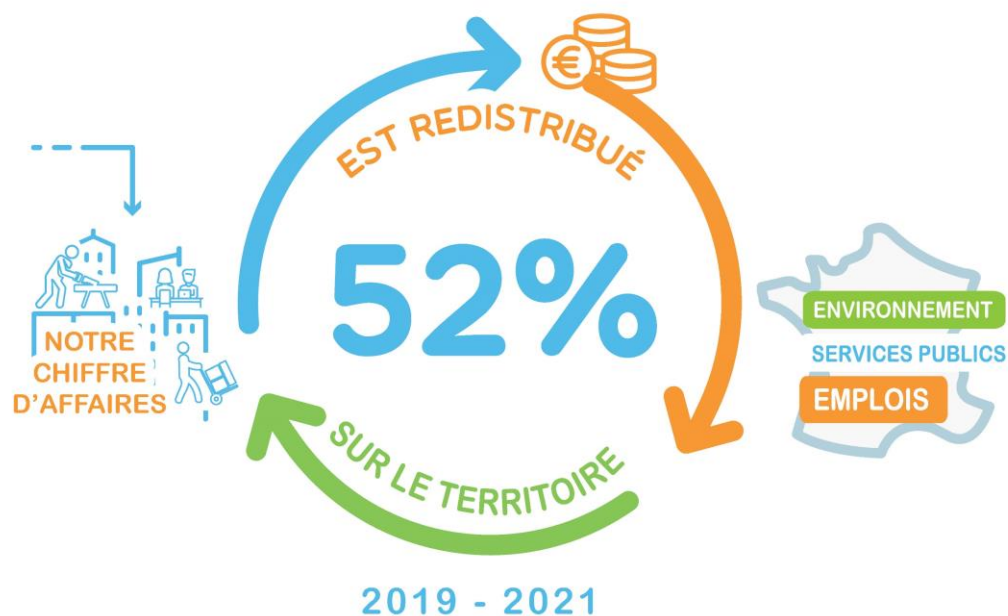 EST REDISTRIBUÉ
€
52%
NOTRE
CHIFFRE
D'AFFAIRES
ENVIRONNEMENT
SERVICES PUBLICS
EMPLOIS
SUR LE TERRITOIRE
2019 - 2021